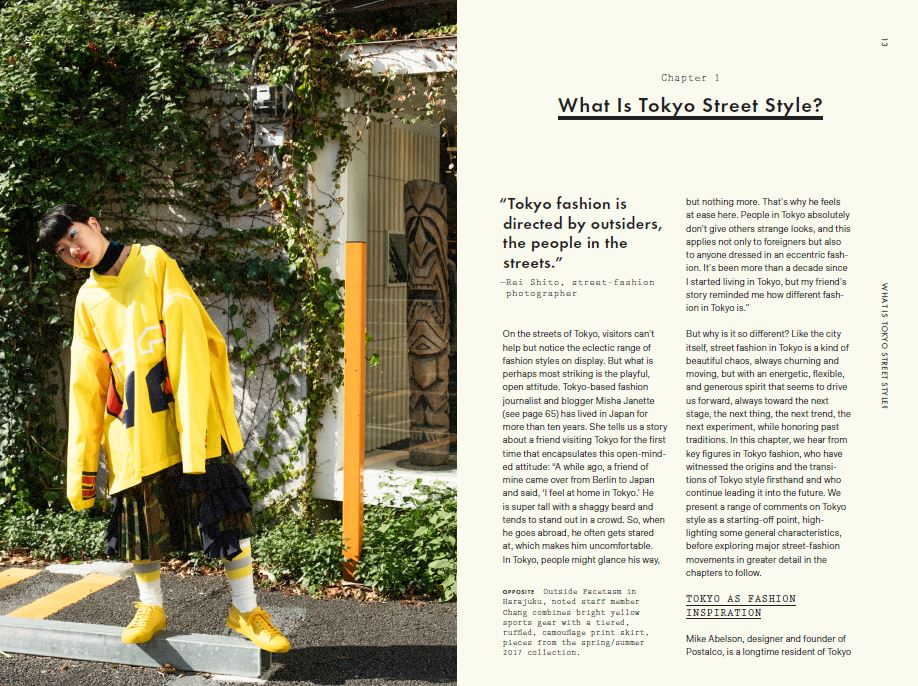 13
Chapter 1
What Is Tokyo Street Style?
“Tokyo fashion is
directed by outsiders,
the people in the
streets.”
—Rei Shito, street-fashion
photographer
On the streets of Tokyo, visitors can’t
help but notice the eclectic range of
fashion styles on display. But what is
perhaps most striking is the playful,
open attitude. Tokyo-based fashion
journalist and blogger Misha Janette
(see page 65) has lived in Japan for
more than ten years. She tells us a story
about a friend visiting Tokyo for the first
time that encapsulates this open-mind-
ed attitude: “A while ago, a friend of
mine came over from Berlin to Japan
and said, ‘I feel at home in Tokyo.’ He
is super tall with a shaggy beard and
tends to stand out in a crowd. So, when
he goes abroad, he often gets stared
at, which makes him uncomfortable.
In Tokyo, people might glance his way,
OPPOSITE Outside Facetasm in
Harajuku, noted staff member
Chang combines bright yellow
sports gear with a tiered,
ruffled, camouflage print skirt,
pieces from the spring/summer
2017 collection.
but nothing more. That’s why he feels
at ease here. People in Tokyo absolutely
don’t give others strange looks, and this
applies not only to foreigners but also
to anyone dressed in an eccentric fash-
ion. It’s been more than a decade since
I started living in Tokyo, but my friend’s
story reminded me how different fash-
ion in Tokyo is.”
But why is it so different? Like the city
itself, street fashion in Tokyo is a kind of
beautiful chaos, always churning and
moving, but with an energetic, flexible,
and generous spirit that seems to drive
us forward, always toward the next
stage, the next thing, the next trend, the
next experiment, while honoring past
traditions. In this chapter, we hear from
key figures in Tokyo fashion, who have
witnessed the origins and the transi-
tions of Tokyo style firsthand and who
continue leading it into the future. We
present a range of comments on Tokyo
style as a starting-off point, high-
lighting some general characteristics,
before exploring major street-fashion
movements in greater detail in the
chapters to follow.
TOKYO AS FASHION
INSPIRATION
Mike Abelson, designer and founder of
Postalco, is a longtime resident of Tokyo
WHAT IS TOKYO STREET STYLE?